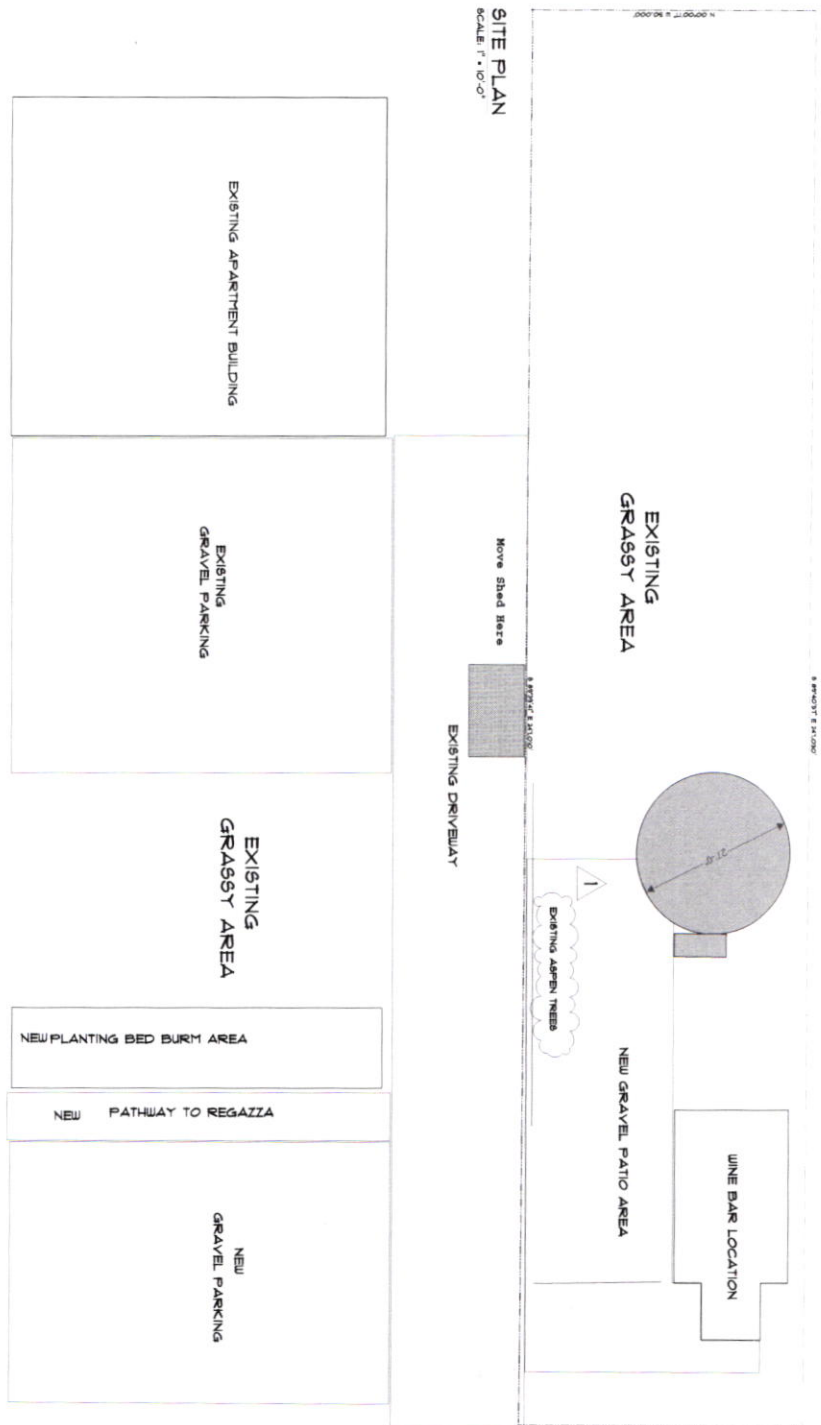 SITE PLAN
SCALE: 1" = 10'-0"
EXISTING
GRASSY AREA
WINE BAR LOCATION
NEW GRAVEL PATIO AREA
EXISTING ASPEN TREES
1
Move Shed Here
EXISTING DRIVEWAY
EXISTING APARTMENT BUILDING
EXISTING
GRAVEL PARKING
EXISTING
GRASSY AREA
NEW PLANTING BED BURM AREA
NEW PATHWAY TO REGAZZA
NEW
GRAVEL PARKING